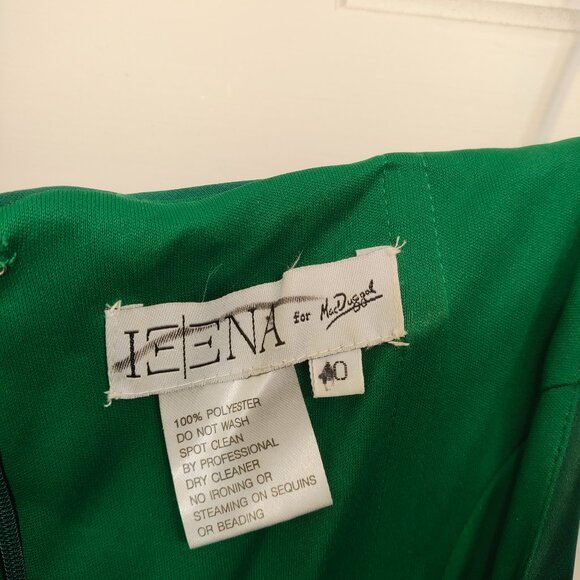 IEENA for MacDuggal
100% POLYESTER
DO NOT WASH
SPOT CLEAN
BY PROFESSIONAL
DRY CLEANER
NO IRONING OR
STEAMING ON SEQUINS
OR BEADING